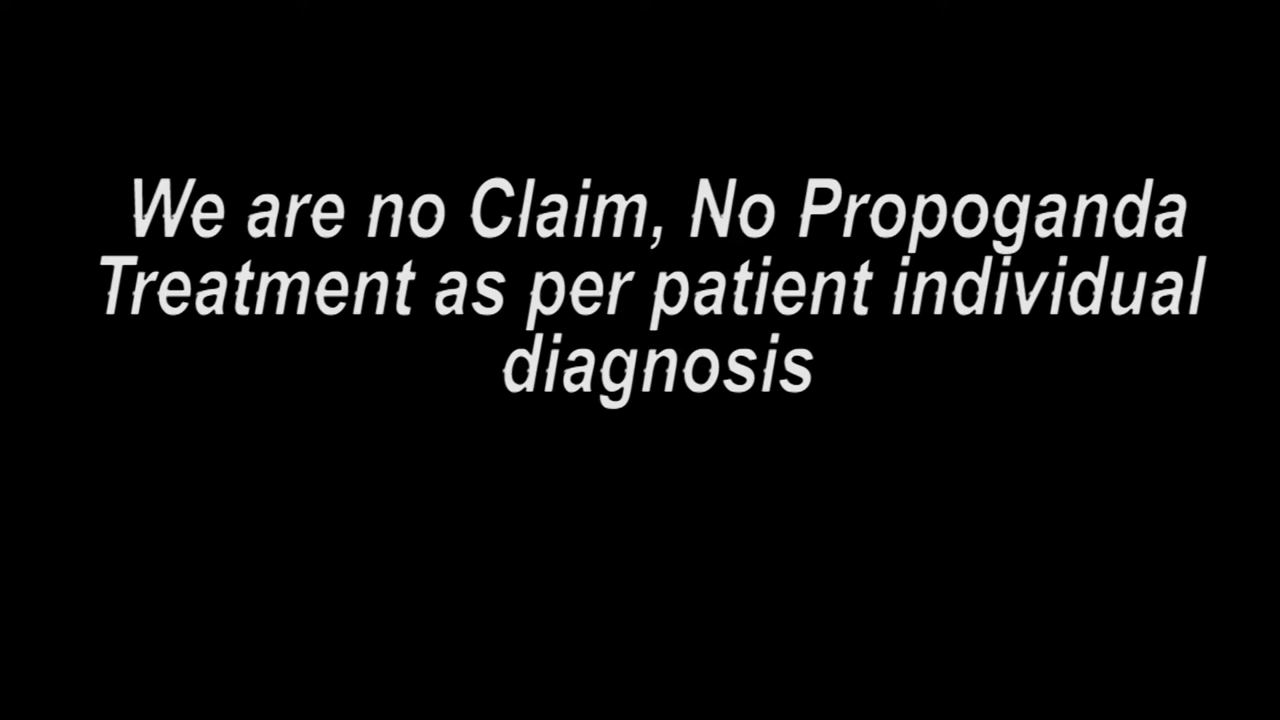 We are no Claim, No Propoganda
Treatment as per patient individual
diagnosis